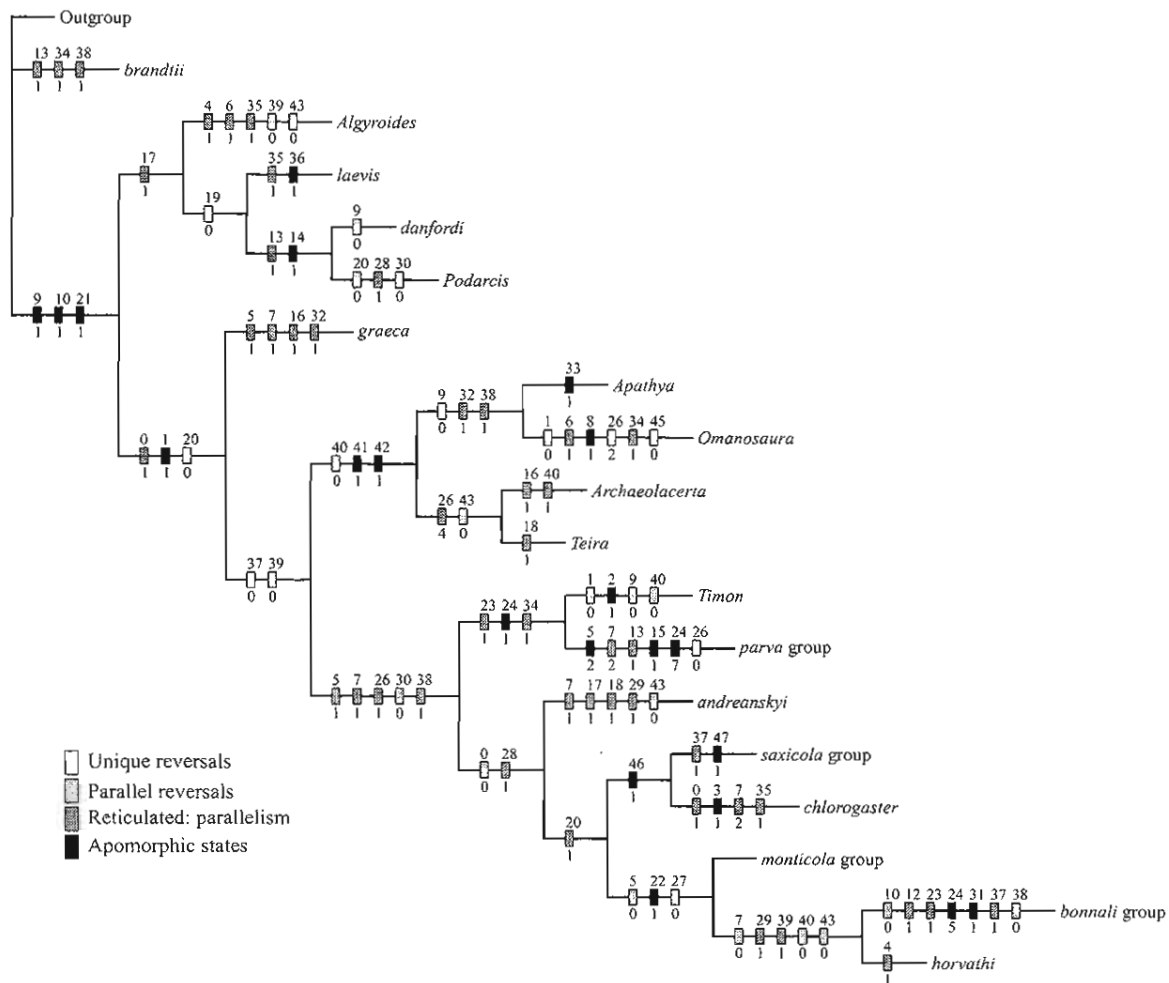 Outgroup
13 34 38
1 1 1
brandtii
4 6 35 39 43
1 1 1 0 0
Algyroides
17
1
35 36
1 1
laevis
19
0
9
0
danfordi
13 14
1 1
20 28 30
0 1 0
Podarcis
9 10 21
1 1 1
5 7 16 32
1 1 1 1
graeca
33
1
Apathya
9 32 38
0 1 1
1 6 8 26 34 45
0 1 1 2 1 0
Omanosaura
0 1 20
1 1 0
40 41 42
0 1 1
16 40
1 1
Archaeolacerta
26 43
4 0
18
1
Teira
37 39
0 0
1 2 9 40
0 1 0 0
Timon
23 24 34
1 1 1
5 7 13 15 24 26
2 2 1 1 7 0
parva group
5 7 26 30 38
1 1 1 0 1
7 17 18 29 43
1 1 1 1 0
andreanskyi
0 28
0 1
37 47
1 1
saxicola group
46
1
0 3 7 35
1 1 2 1
chlorogaster
20
1
monticola group
5 22 27
0 1 0
10 12 23 24 31 37 38
0 1 1 5 1 1 0
bonnali group
7 29 39 40 43
0 1 1 0 0
4
1
horvathi
Unique reversals
Parallel reversals
Reticulated: parallelism
Apomorphic states